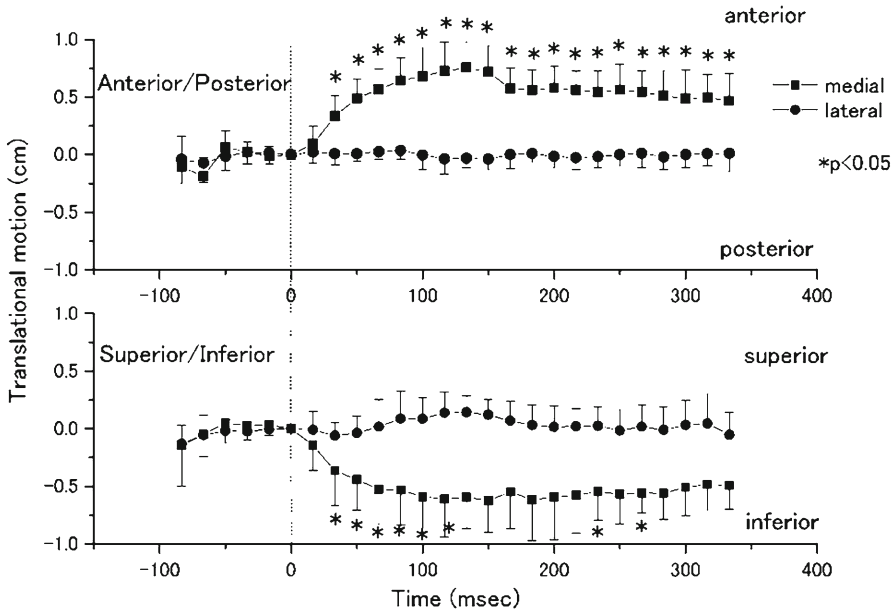 anterior
1.0
* * * * * * * * * * * * * * * * * * *
Anterior/Posterior
0.5
medial
lateral
0.0
*p<0.05
-0.5
posterior
-1.0
-100 0 100 200 300 400
Translational motion (cm)
1.0
Superior/Inferior
superior
0.5
0.0
-0.5
* * * * * * * *
inferior
-1.0
-100 0 100 200 300 400
Time (msec)